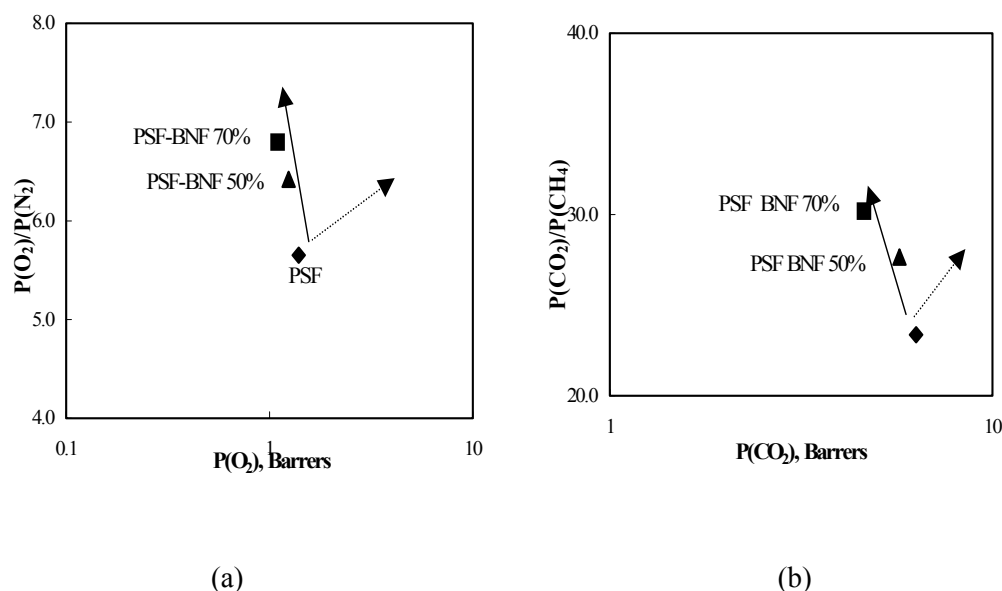 8.0
7.0
6.0
5.0
4.0
P(O₂)/P(N₂)
PSF-BNF 70%
PSF-BNF 50%
PSF
0.1
1
10
P(O₂), Barrers
(a)
40.0
30.0
20.0
P(CO₂)/P(CH₄)
PSF BNF 70%
PSF BNF 50%
1
10
P(CO₂), Barrers
(b)